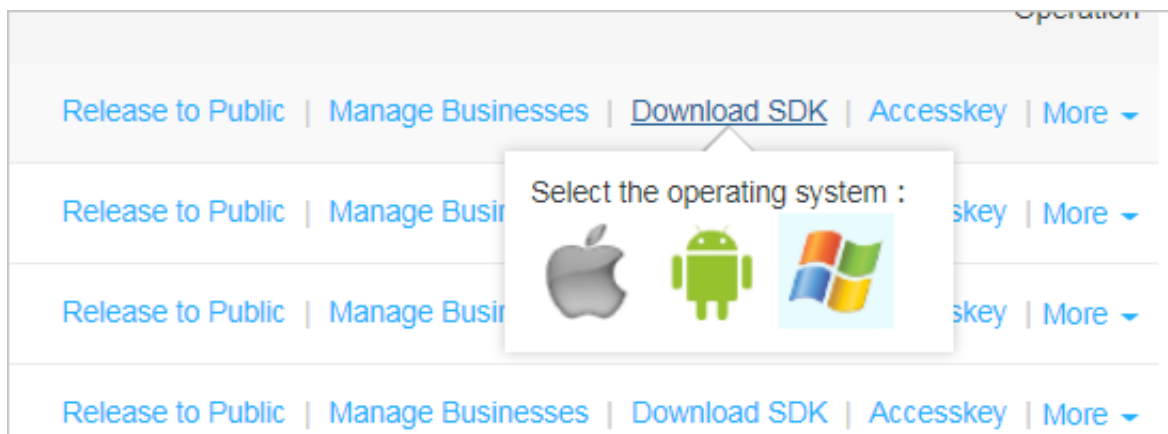 Operation
Release to Public | Manage Businesses | Download SDK | Accesskey | More
Select the operating system :
Release to Public | Manage Busin skey | More
Release to Public | Manage Busin skey | More
Release to Public | Manage Businesses | Download SDK | Accesskey | More